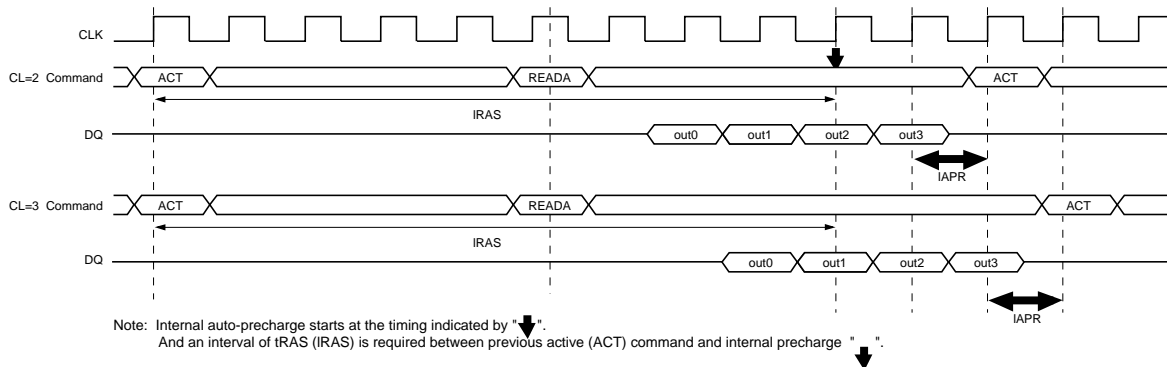 CLK
CL=2 Command ACT READA ACT
lRAS
DQ out0 out1 out2 out3
lAPR
CL=3 Command ACT READA ACT
lRAS
DQ out0 out1 out2 out3
lAPR
Note: Internal auto-precharge starts at the timing indicated by " ".
And an interval of tRAS (lRAS) is required between previous active (ACT) command and internal precharge " ".